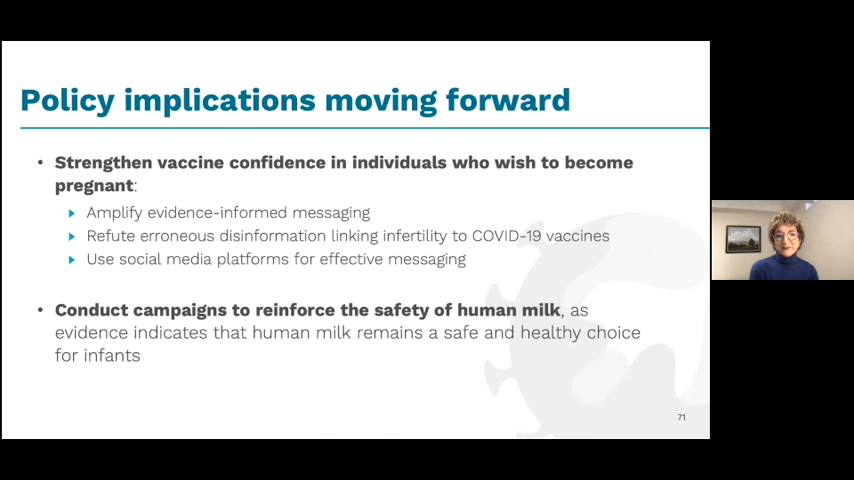 Policy implications moving forward
• Strengthen vaccine confidence in individuals who wish to become
pregnant:
Amplify evidence-informed messaging
Refute erroneous disinformation linking infertility to COVID-19 vaccines
Use social media platforms for effective messaging
• Conduct campaigns to reinforce the safety of human milk, as
evidence indicates that human milk remains a safe and healthy choice
for infants
71